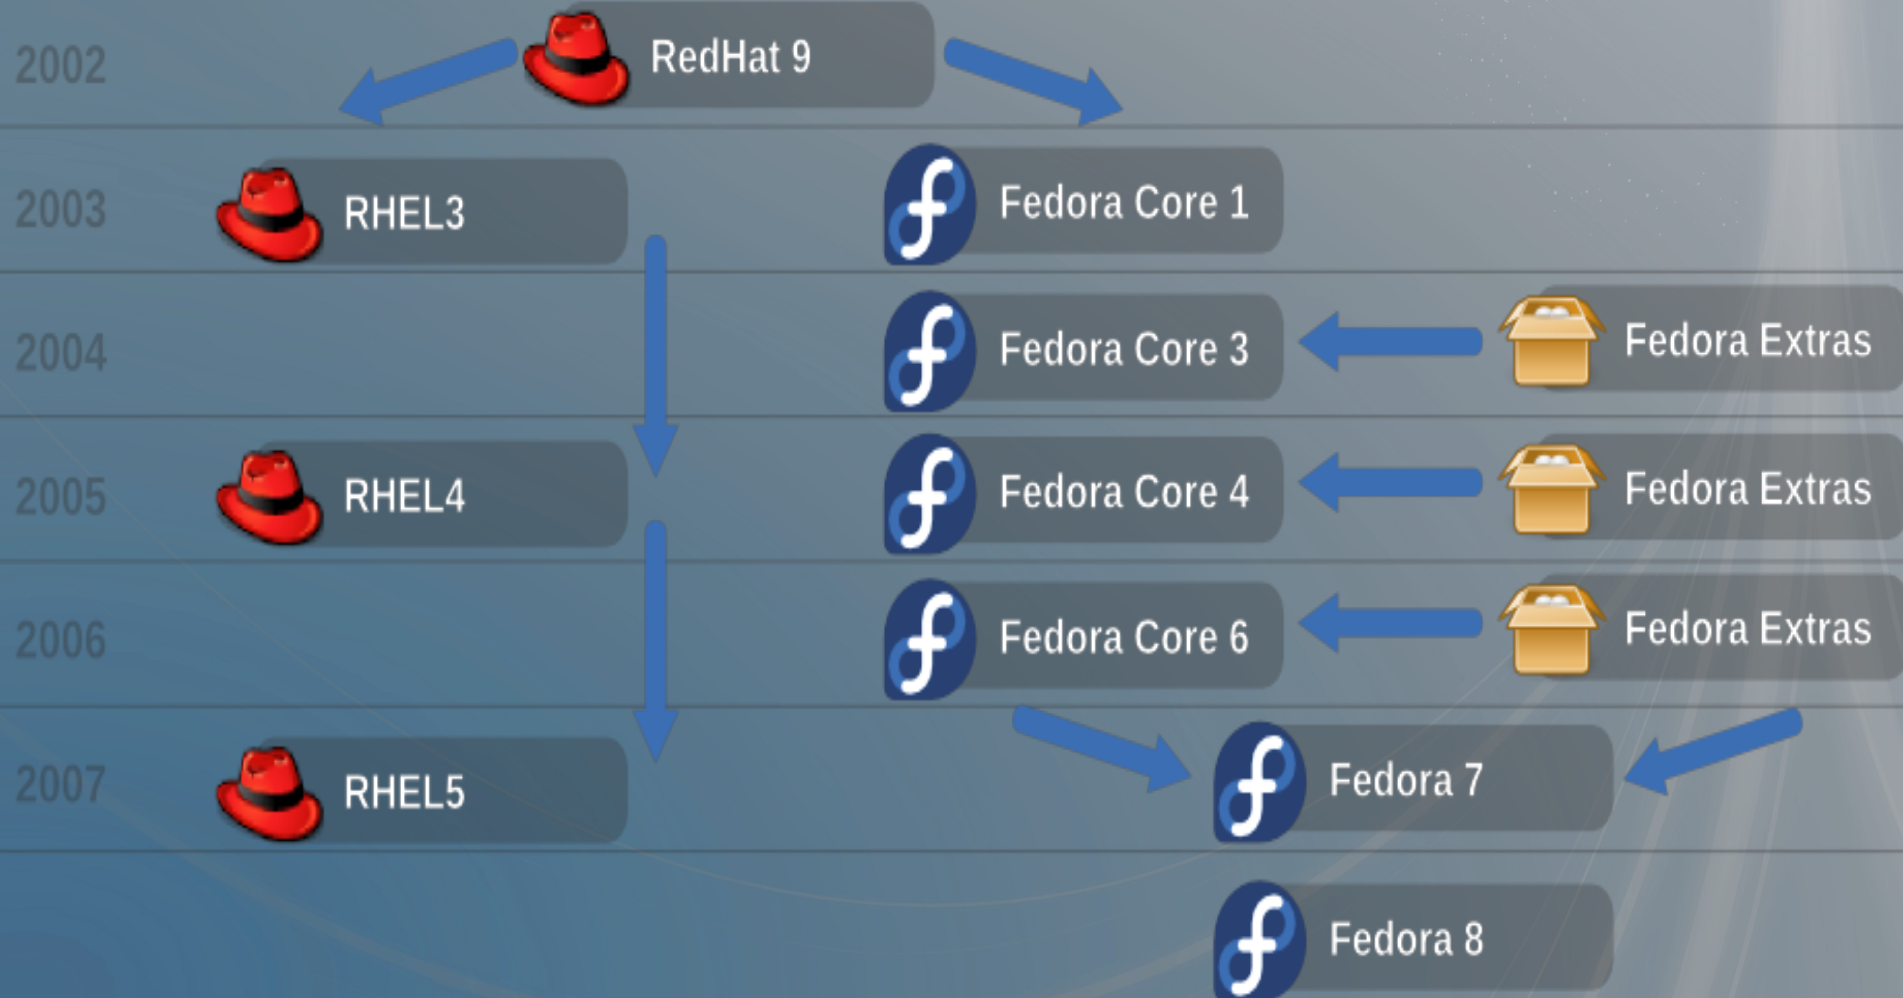 2002
RedHat 9
2003
RHEL3
Fedora Core 1
2004
Fedora Core 3
Fedora Extras
2005
RHEL4
Fedora Core 4
Fedora Extras
2006
Fedora Core 6
Fedora Extras
2007
RHEL5
Fedora 7
Fedora 8